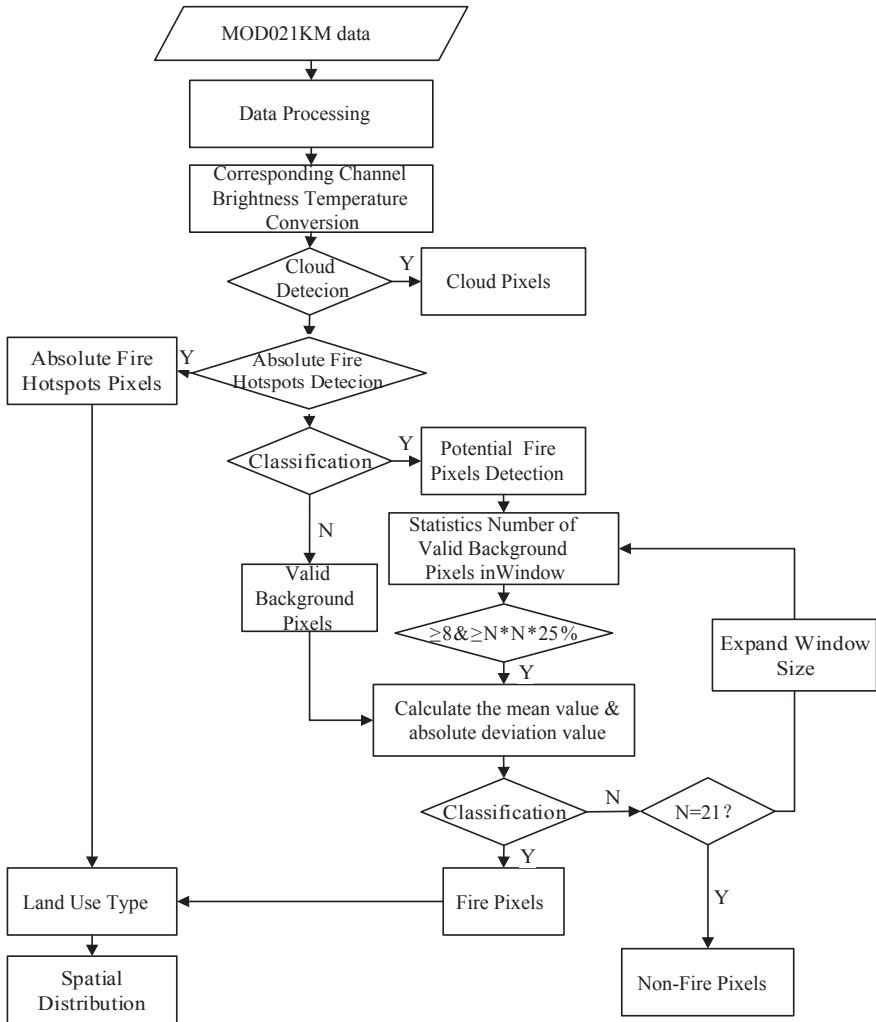 MOD021KM data
Data Processing
Corresponding Channel
Brightness Temperature
Conversion
Cloud
Detecion
Y
Cloud Pixels
Absolute Fire
Hotspots Pixels
Y
Absolute Fire
Hotspots Detecion
Classification
Y
Potential Fire
Pixels Detection
N
Statistics Number of
Valid Background
Pixels inWindow
Valid
Background
Pixels
≥8&≥N*N*25%
Expand Window
Size
Y
Calculate the mean value &
absolute deviation value
Classification
N
N=21?
Y
Y
Land Use Type
Fire Pixels
Spatial
Distribution
Non-Fire Pixels